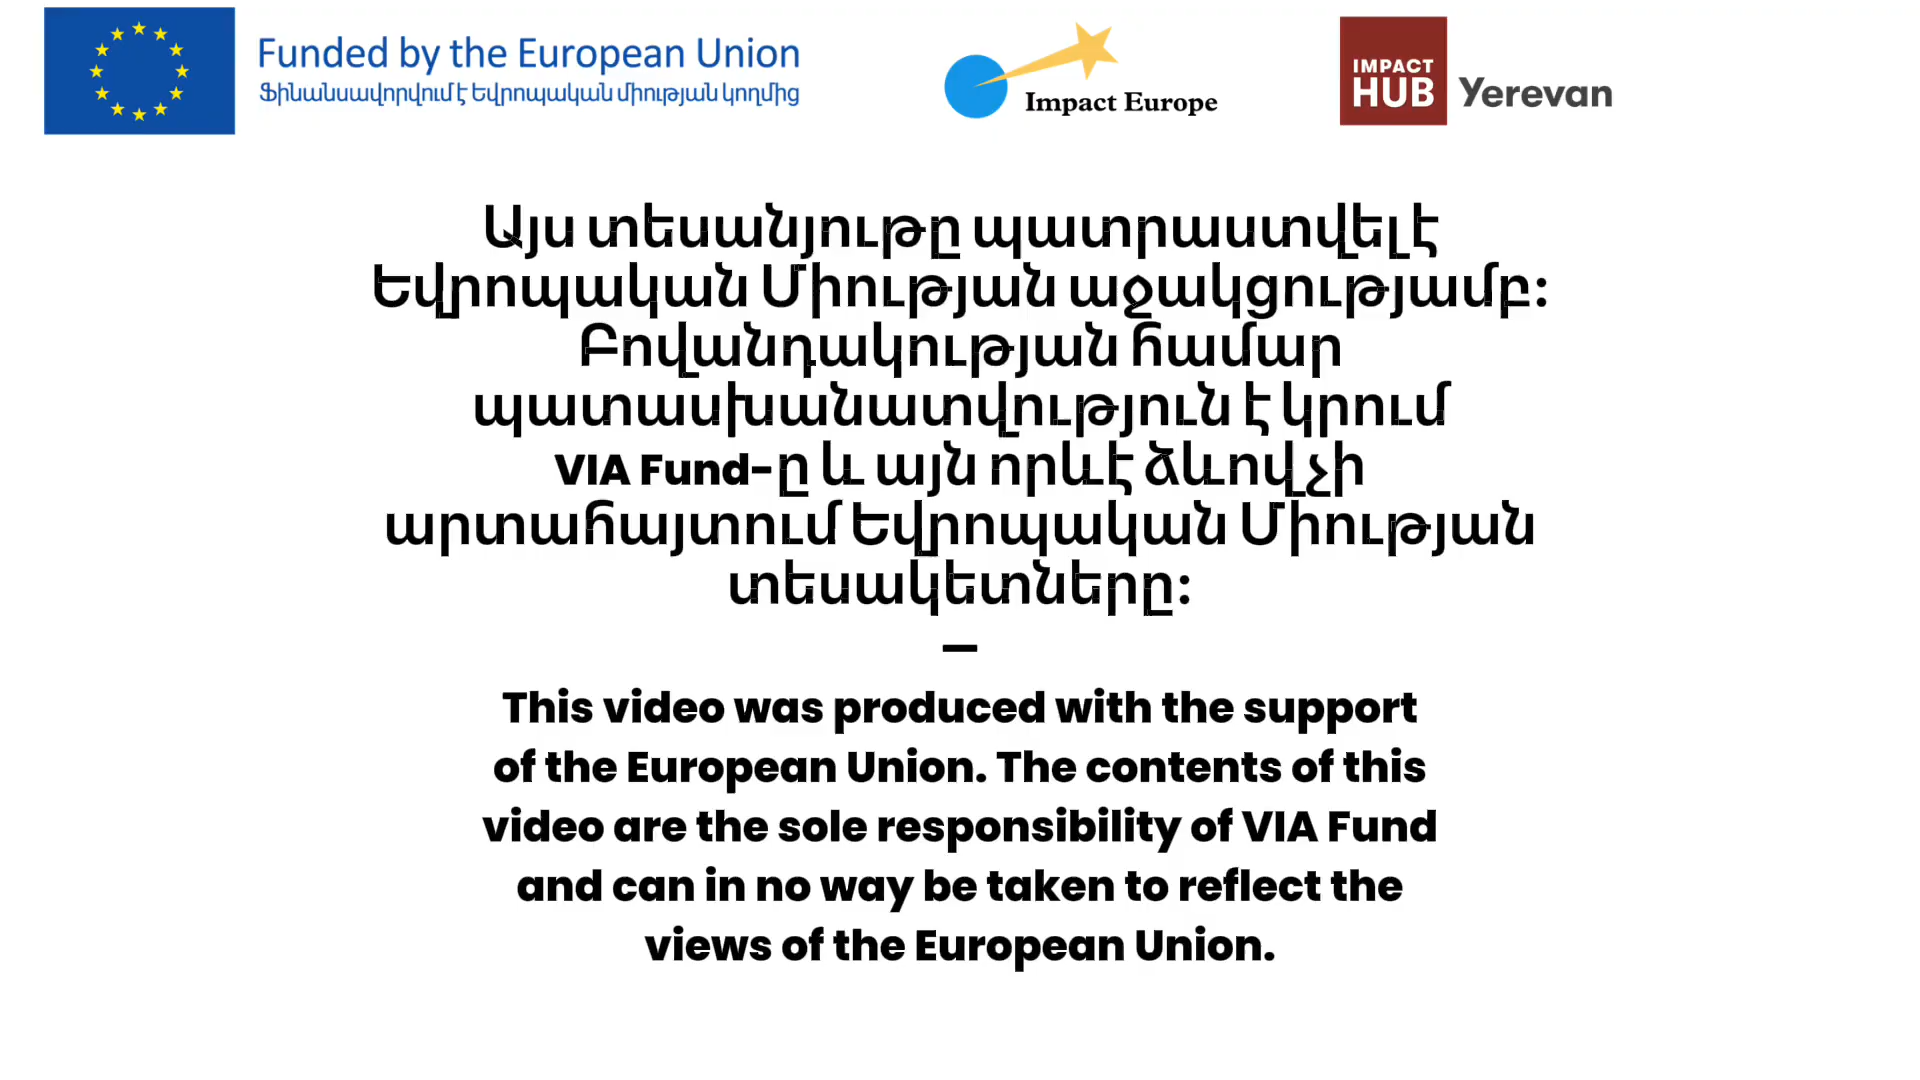 Funded by the European Union
Ֆինանսավորվում է Եվրոպական միության կողմից
Impact Europe
IMPACT
HUB
Yerevan
Այս տեսանյութը պատրաստվել է
Եվրոպական Միության աջակցությամբ:
Բովանդակության համար
պատասխանատվություն է կրում
VIA Fund-ը և այն որևէ ձևով չի
արտահայտում Եվրոպական Միության
տեսակետները:
—
This video was produced with the support
of the European Union. The contents of this
video are the sole responsibility of VIA Fund
and can in no way be taken to reflect the
views of the European Union.